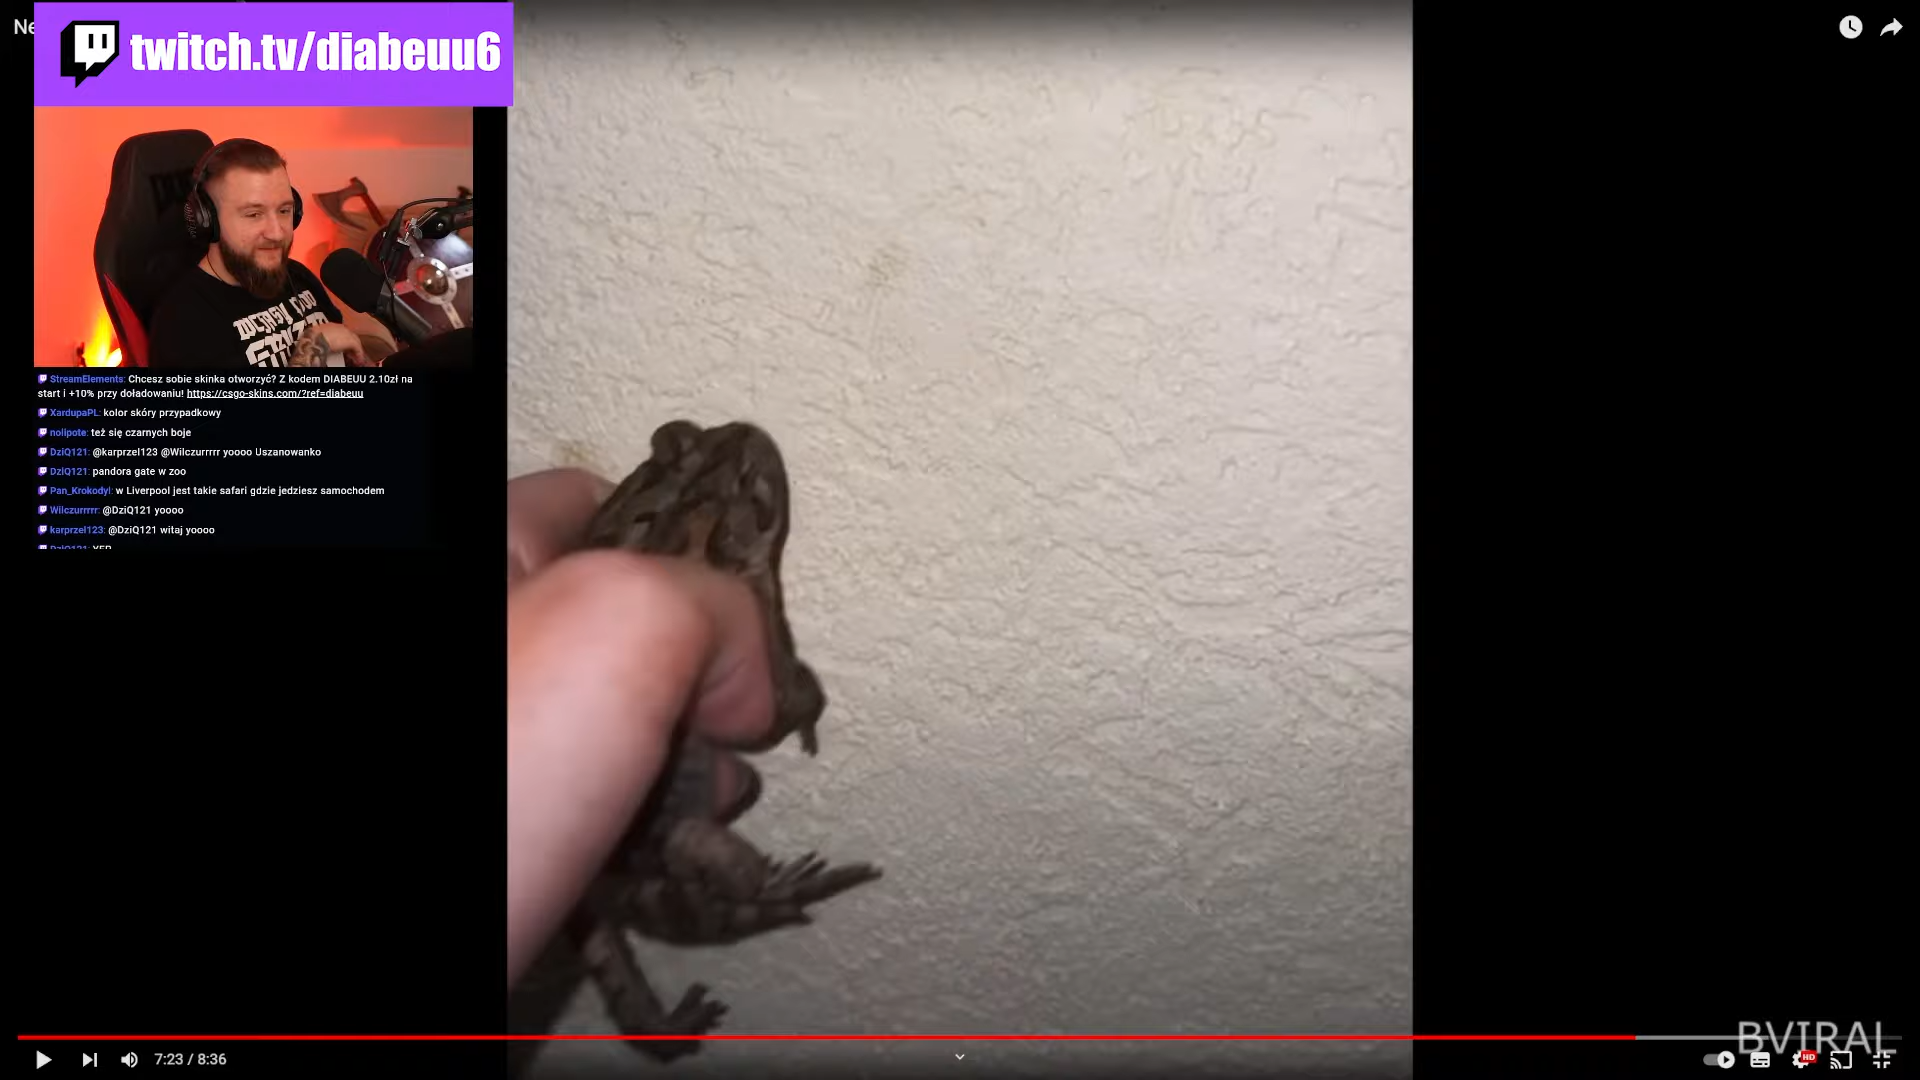 Ne
twitch.tv/diabeuu6
StreamElements: Chcesz sobie skinka otworzyć? Z kodem DIABEUU 2.10zł na
start i +10% przy doładowaniu! https://csgo-skins.com/?ref=diabeuu
XardupaPL: kolor skóry przypadkowy
nolipote: też się czarnych boje
DziQ121: @karprzel123 @Wilczurrrrr yoooo Uszanowanko
DziQ121: pandora gate w zoo
Pan_Krokodyl: w Liverpool jest takie safari gdzie jedziesz samochodem
Wilczurrrrr: @DziQ121 yoooo
karprzel123: @DziQ121 witaj yoooo
BVIRAL
7:23 / 8:36
HD